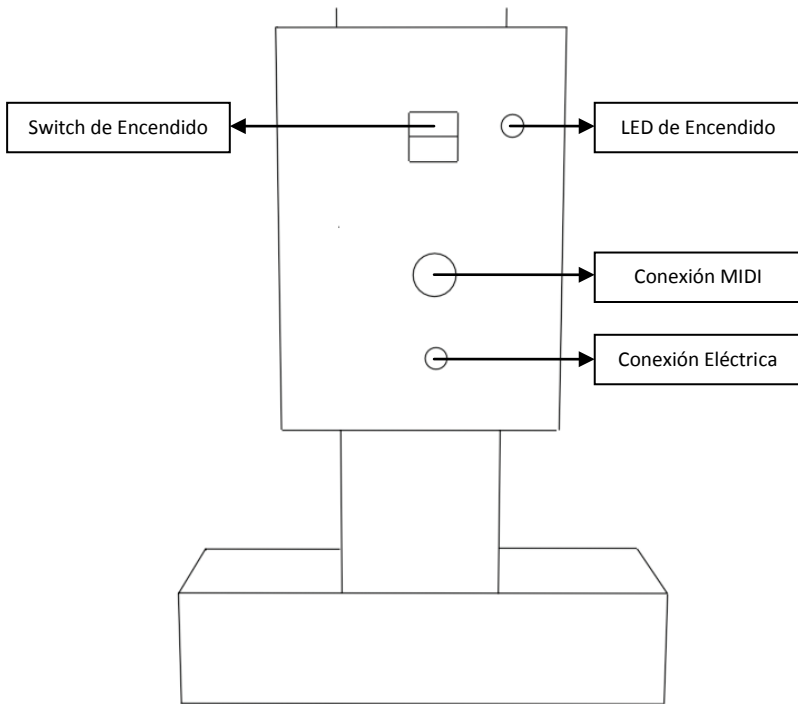 Switch de Encendido
LED de Encendido
Conexión MIDI
Conexión Eléctrica